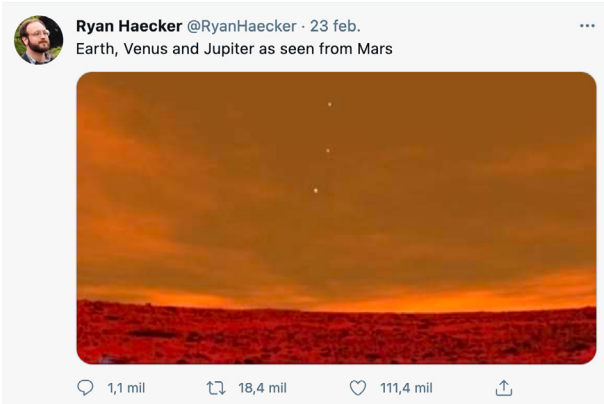 Ryan Haecker @RyanHaecker · 23 feb.
Earth, Venus and Jupiter as seen from Mars
1,1 mil 18,4 mil 111,4 mil